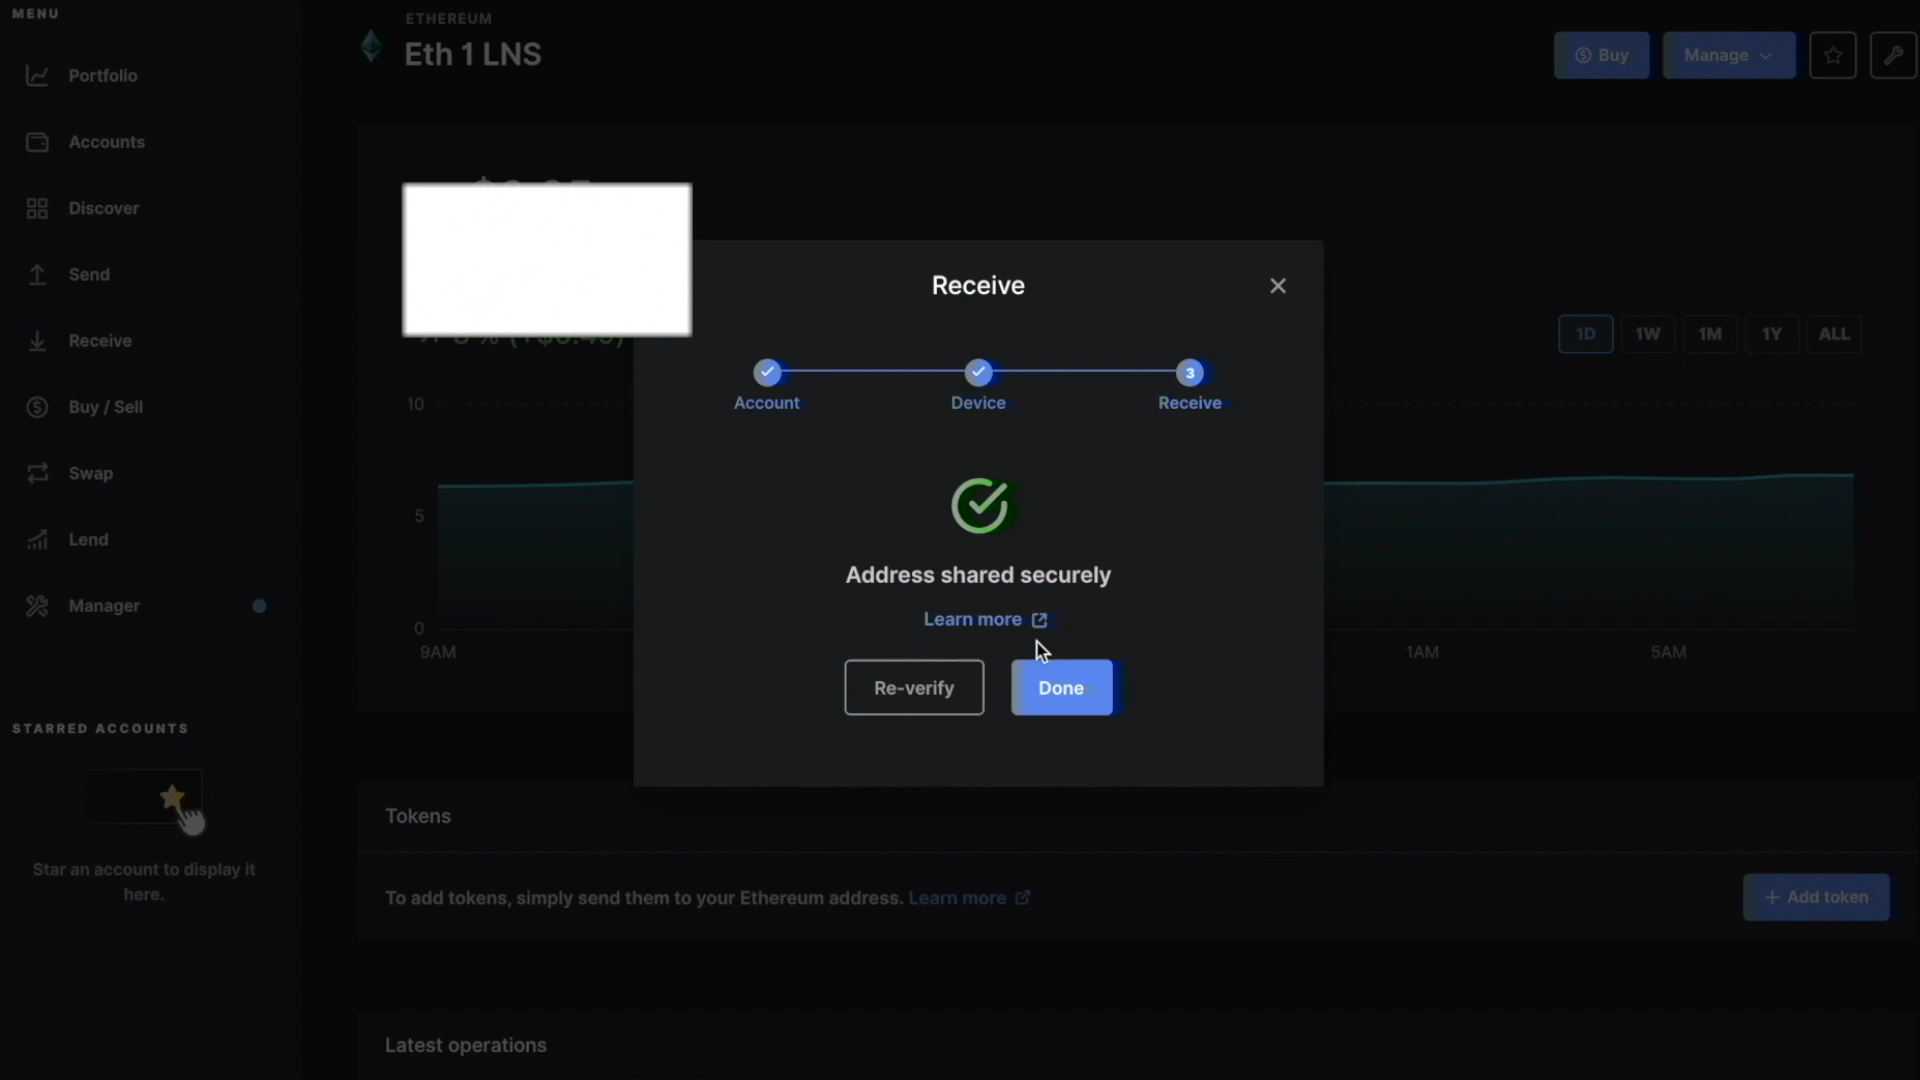 MENU
Portfolio
Accounts
Discover
Send
Receive
Buy / Sell
Swap
Lend
Manager
STARRED ACCOUNTS
Star an account to display it
here.
ETHEREUM
Eth 1 LNS
Buy
Manage
1D
1W
1M
1Y
ALL
10
5
0
9AM
1AM
5AM
Receive
Account
Device
3
Receive
Address shared securely
Learn more
Re-verify
Done
Tokens
To add tokens, simply send them to your Ethereum address. Learn more
+ Add token
Latest operations